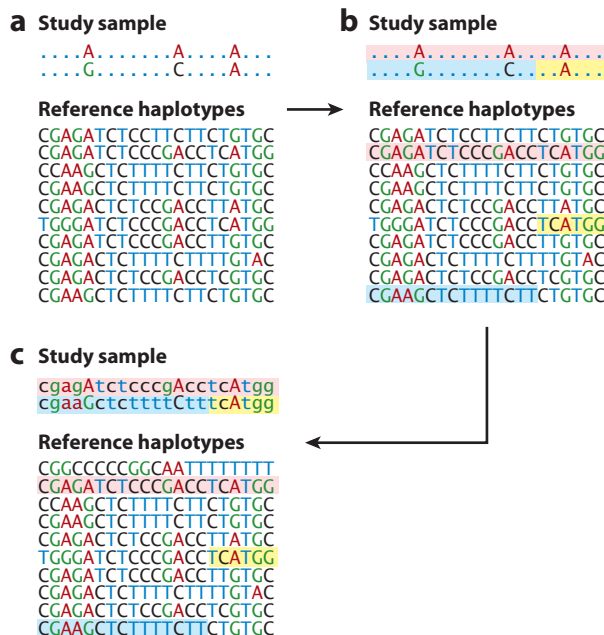 a Study sample
....A.......A....A...
....G.......C....A...
Reference haplotypes
CGAGATCTCCTTCTTCTGTGC
CGAGATCTCCCGACCTCATGG
CCAAGCTCTTTTCTTCTGTGC
CGAAGCTCTTTTCTTCTGTGC
CGAGACTCTCCGACCTTATGC
TGGGATCTCCCGACCTCATGG
CGAGATCTCCCGACCTTGTGC
CGAGACTCTTTTCTTTTGTAC
CGAGACTCTCCGACCTCGTGC
CGAAGCTCTTTTCTTCTGTGC
b Study sample
....A.......A....A...
....G.......C....A...
Reference haplotypes
CGAGATCTCCTTCTTCTGTGC
CGAGATCTCCCGACCTCATGG
CCAAGCTCTTTTCTTCTGTGC
CGAAGCTCTTTTCTTCTGTGC
CGAGACTCTCCGACCTTATGC
TGGGATCTCCCGACCTCATGG
CGAGATCTCCCGACCTTGTGC
CGAGACTCTTTTCTTTTGTAC
CGAGACTCTCCGACCTCGTGC
CGAAGCTCTTTTCTTCTGTGC
c Study sample
cgagAtctcccgAcctcAtgg
cgaaGctcttttCtttcAtgg
Reference haplotypes
CGGCCCCCGGCAATTTTTTTT
CGAGATCTCCCGACCTCATGG
CCAAGCTCTTTTCTTCTGTGC
CGAAGCTCTTTTCTTCTGTGC
CGAGACTCTCCGACCTTATGC
TGGGATCTCCCGACCTCATGG
CGAGATCTCCCGACCTTGTGC
CGAGACTCTTTTCTTTTGTAC
CGAGACTCTCCGACCTCGTGC
CGAAGCTCTTTTCTTCTGTGC